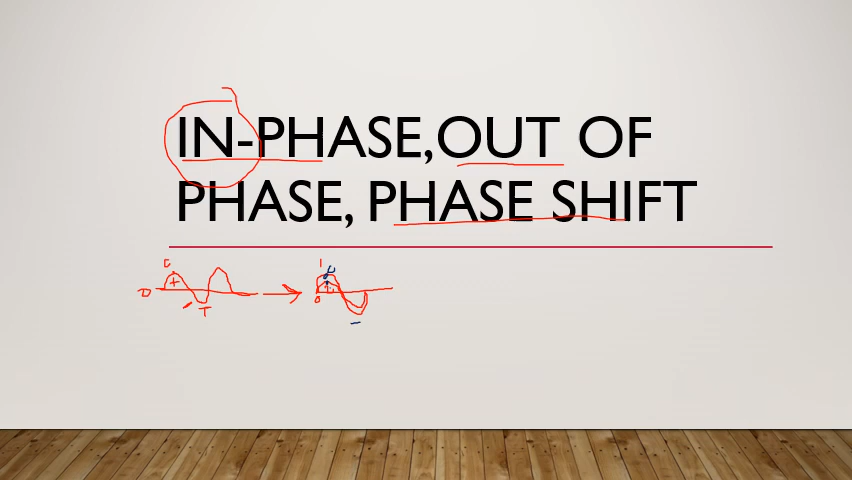 IN-PHASE,OUT OF
PHASE, PHASE SHIFT
+
T